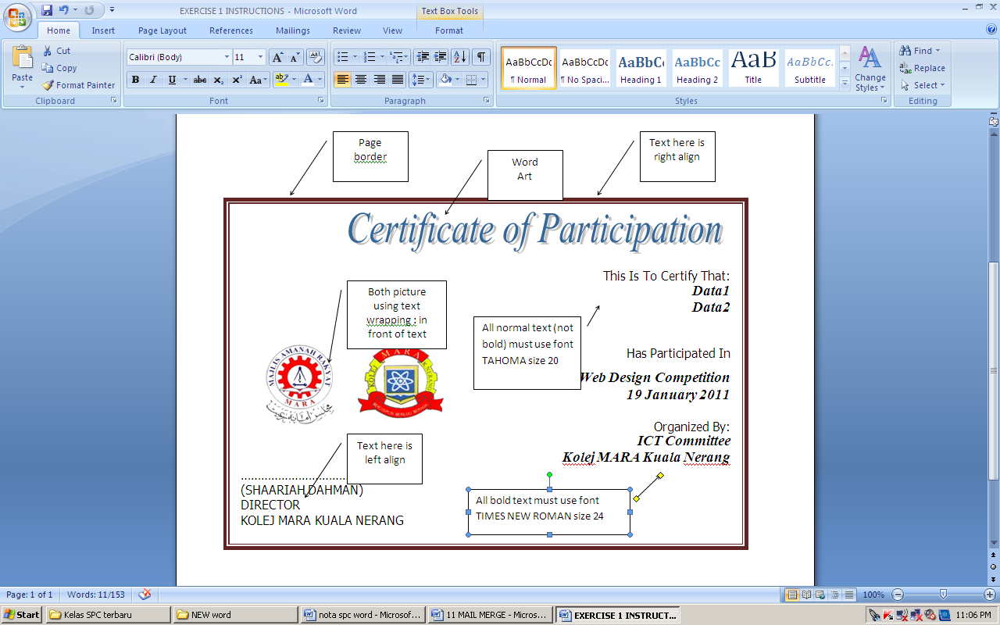 EXERCISE 1 INSTRUCTIONS - Microsoft Word
Text Box Tools
Home Insert Page Layout References Mailings Review View Format
Paste
Cut
Copy
Format Painter
Clipboard
Calibri (Body) 11
B I U abc X₂ X² Aa
Font
Paragraph
AaBbCcDc AaBbCcDc AaBbCc AaBbCc AaB AaBbCc.
¶ Normal ¶ No Spaci... Heading 1 Heading 2 Title Subtitle
Change
Styles
Styles
Find
Replace
Select
Editing
Page
border
Word
Art
Text here is
right align
Certificate of Participation
This Is To Certify That:
Data1
Data2
Both picture
using text
wrapping : in
front of text
All normal text (not
bold) must use font
TAHOMA size 20
Has Participated In
Web Design Competition
19 January 2011
MAJLIS AMANAH RAKYAT
MARA
KOLEJ MARA K.NERANG
Organized By:
ICT Committee
Kolej MARA Kuala Nerang
Text here is
left align
................................
(SHAARIAH DAHMAN)
DIRECTOR
KOLEJ MARA KUALA NERANG
All bold text must use font
TIMES NEW ROMAN size 24
Page: 1 of 1 Words: 11/153
100%
Start Kelas SPC terbaru NEW word nota spc word - Microsof... 11 MAIL MERGE - Micros... EXERCISE 1 INSTRUCT... 11:06 PM